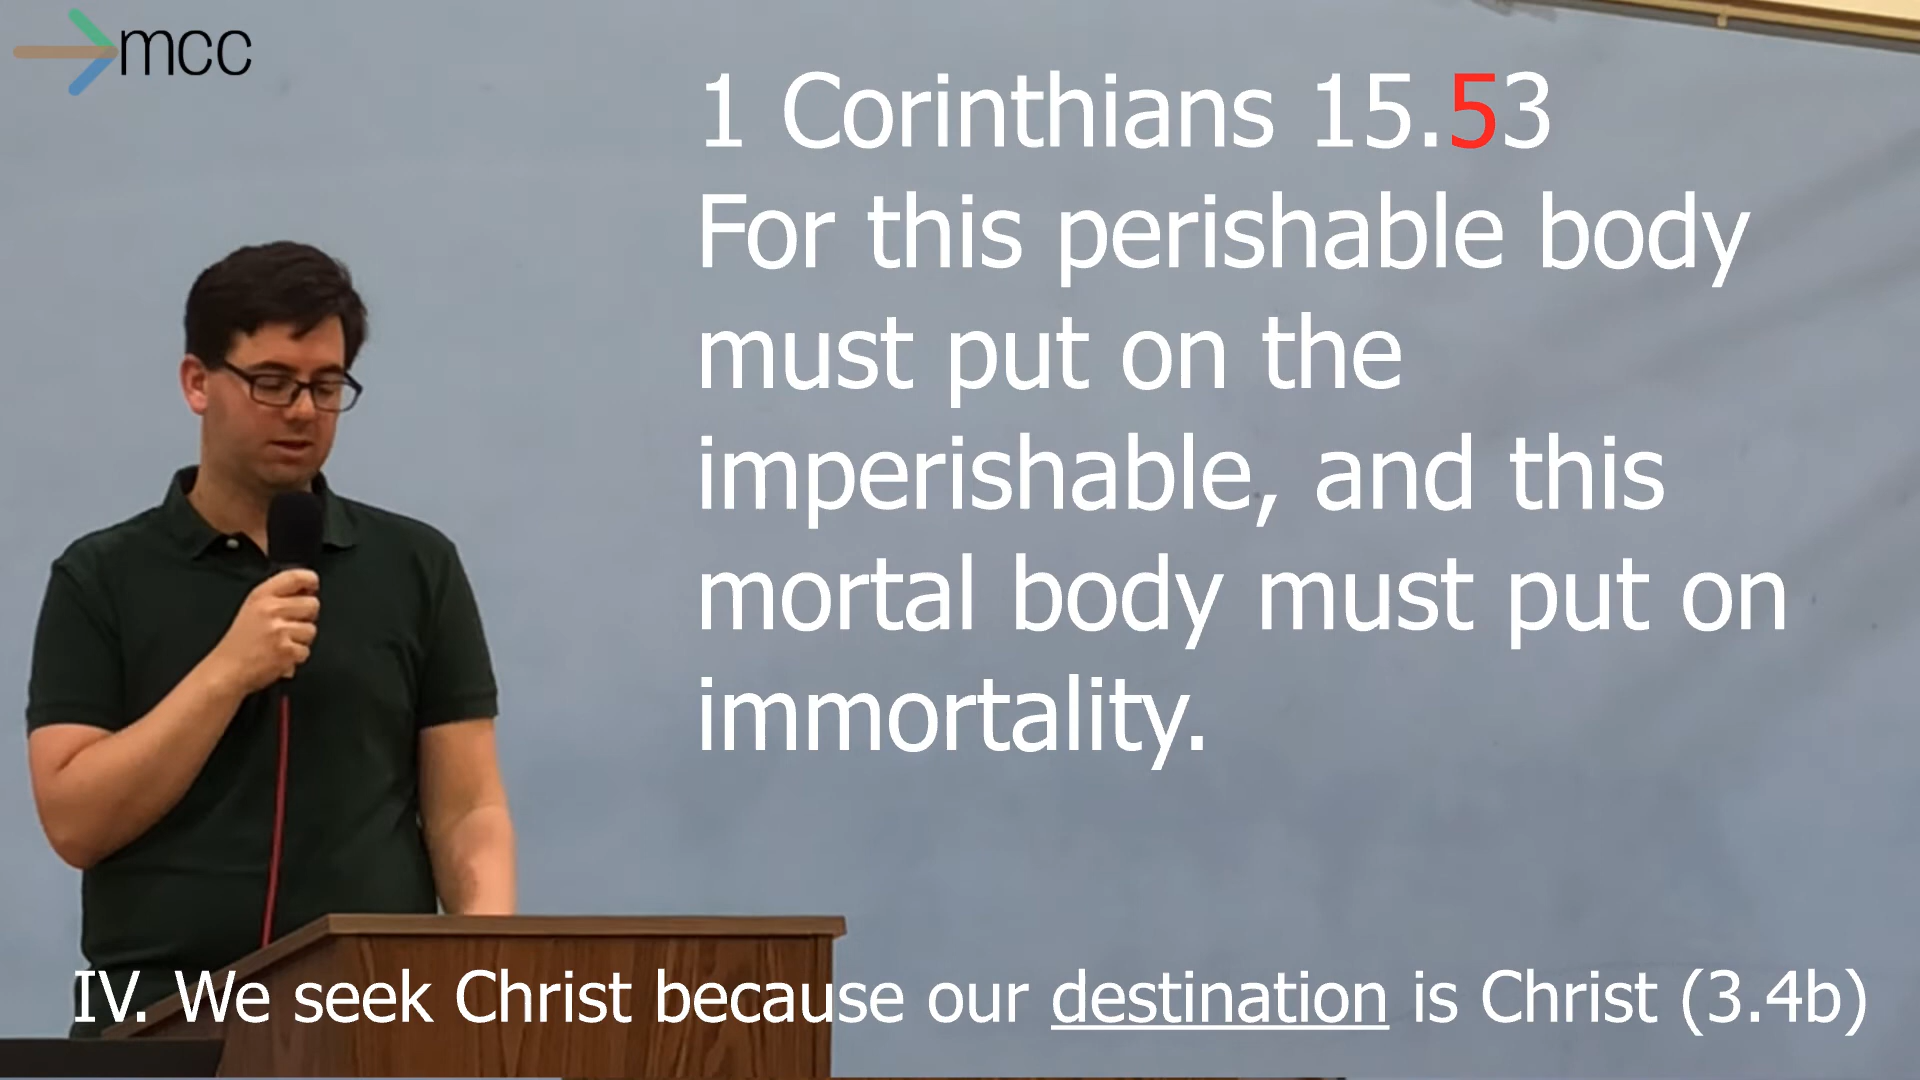 mcc
1 Corinthians 15.53
For this perishable body
must put on the
imperishable, and this
mortal body must put on
immortality.
IV. We seek Christ because our destination is Christ (3.4b)